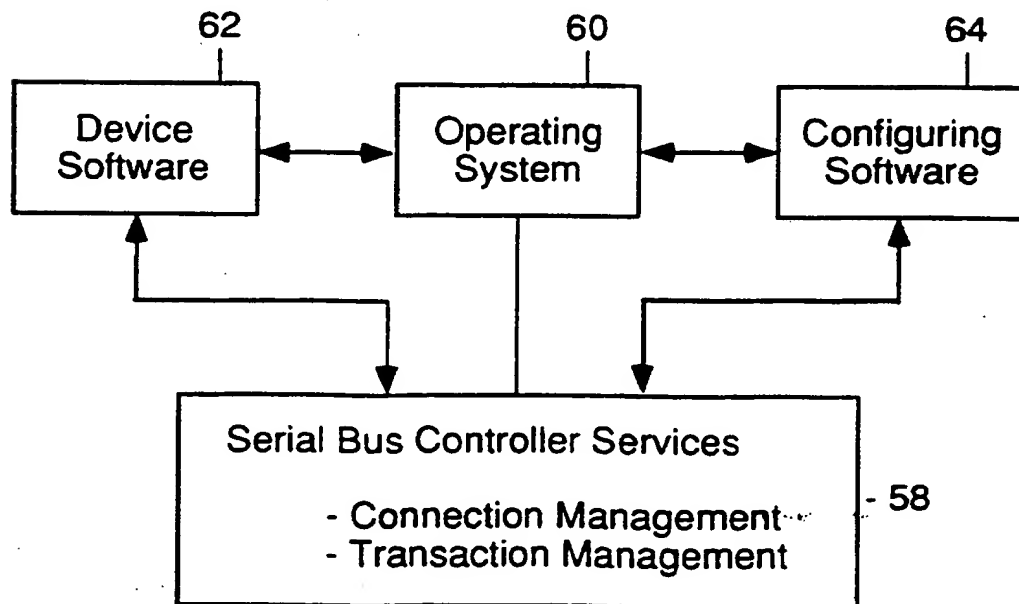 62
60
64
Device
Software
Operating
System
Configuring
Software
Serial Bus Controller Services
- Connection Management
- Transaction Management
58